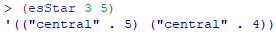 > (esStar 3 5)
'(("central" . 5) ("central" . 4))